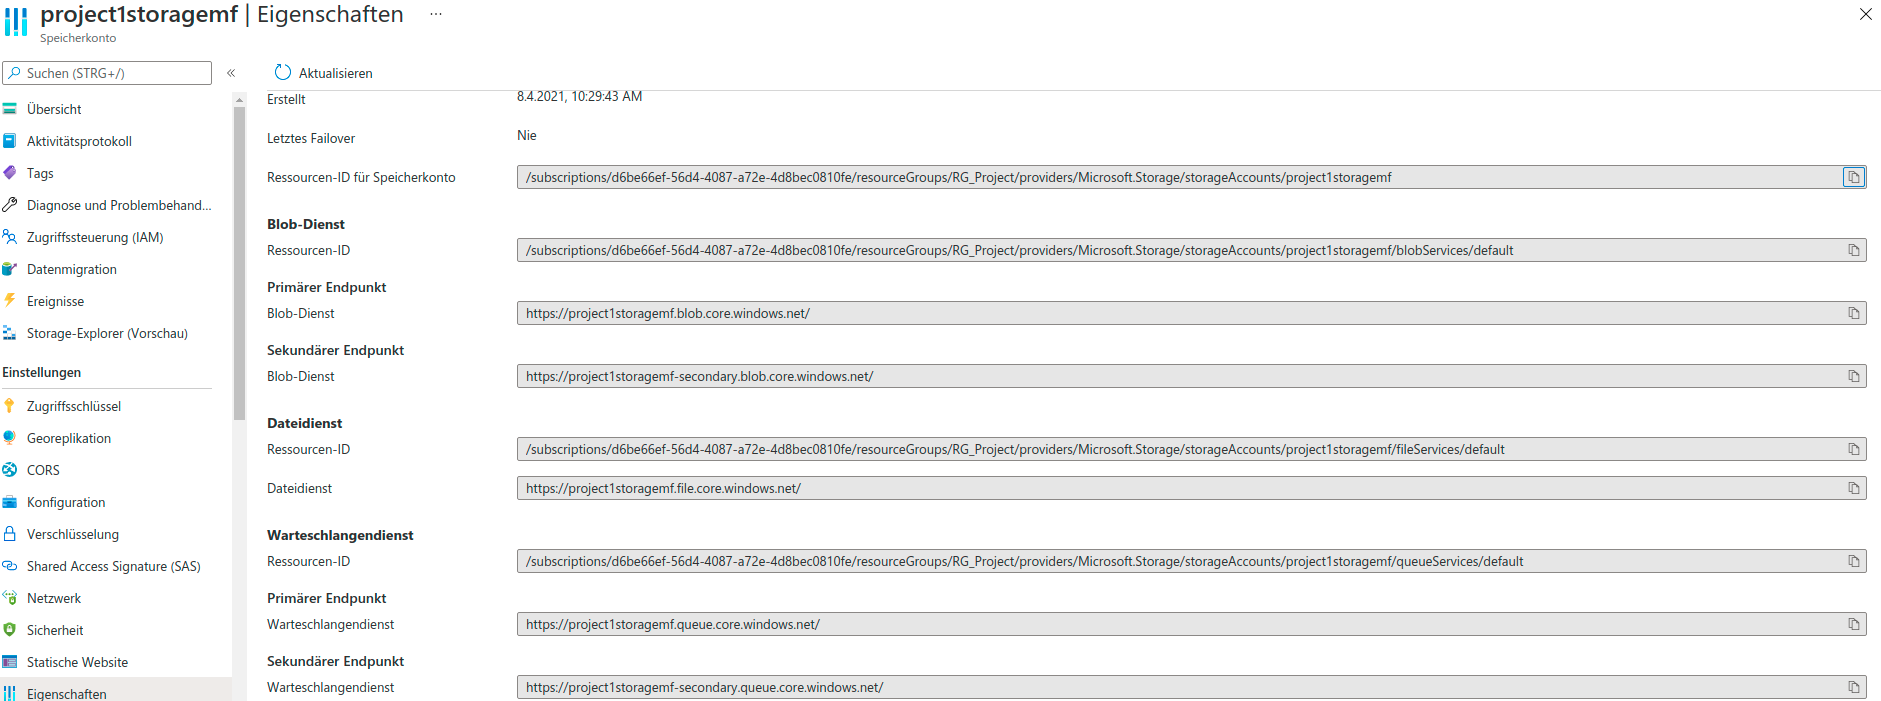 project1storagemf | Eigenschaften ...
Speicherkonto
Suchen (STRG+/)
«
Übersicht
Aktivitätsprotokoll
Tags
Diagnose und Problembehand...
Zugriffssteuerung (IAM)
Datenmigration
Ereignisse
Storage-Explorer (Vorschau)
Einstellungen
Zugriffsschlüssel
Georeplikation
CORS
Konfiguration
Verschlüsselung
Shared Access Signature (SAS)
Netzwerk
Sicherheit
Statische Website
Eigenschaften
Aktualisieren
Erstellt 8.4.2021, 10:29:43 AM
Letztes Failover Nie
Ressourcen-ID für Speicherkonto /subscriptions/d6be66ef-56d4-4087-a72e-4d8bec0810fe/resourceGroups/RG_Project/providers/Microsoft.Storage/storageAccounts/project1storagemf
Blob-Dienst
Ressourcen-ID /subscriptions/d6be66ef-56d4-4087-a72e-4d8bec0810fe/resourceGroups/RG_Project/providers/Microsoft.Storage/storageAccounts/project1storagemf/blobServices/default
Primärer Endpunkt
Blob-Dienst https://project1storagemf.blob.core.windows.net/
Sekundärer Endpunkt
Blob-Dienst https://project1storagemf-secondary.blob.core.windows.net/
Dateidienst
Ressourcen-ID /subscriptions/d6be66ef-56d4-4087-a72e-4d8bec0810fe/resourceGroups/RG_Project/providers/Microsoft.Storage/storageAccounts/project1storagemf/fileServices/default
Dateidienst https://project1storagemf.file.core.windows.net/
Warteschlangendienst
Ressourcen-ID /subscriptions/d6be66ef-56d4-4087-a72e-4d8bec0810fe/resourceGroups/RG_Project/providers/Microsoft.Storage/storageAccounts/project1storagemf/queueServices/default
Primärer Endpunkt
Warteschlangendienst https://project1storagemf.queue.core.windows.net/
Sekundärer Endpunkt
Warteschlangendienst https://project1storagemf-secondary.queue.core.windows.net/